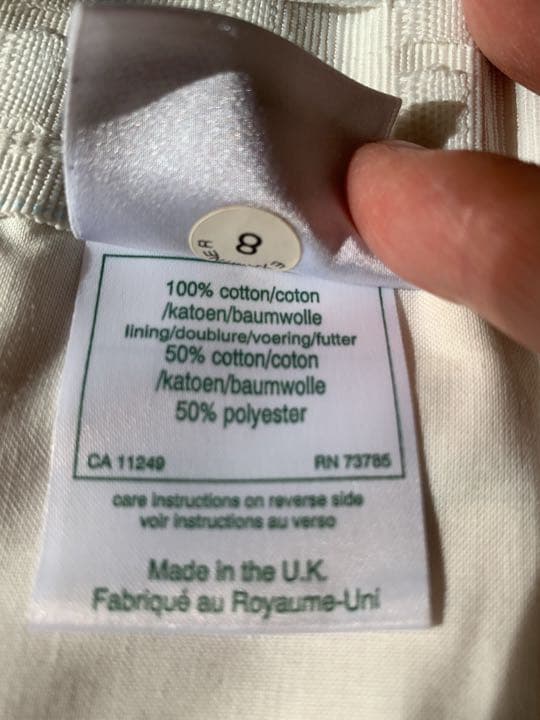 8
100% cotton/coton
/katoen/baumwolle
lining/doublure/voering/futter
50% cotton/coton
/katoen/baumwolle
50% polyester
CA 11249 RN 73785
care instructions on reverse side
voir instructions au verso
Made in the U.K.
Fabriqué au Royaume-Uni